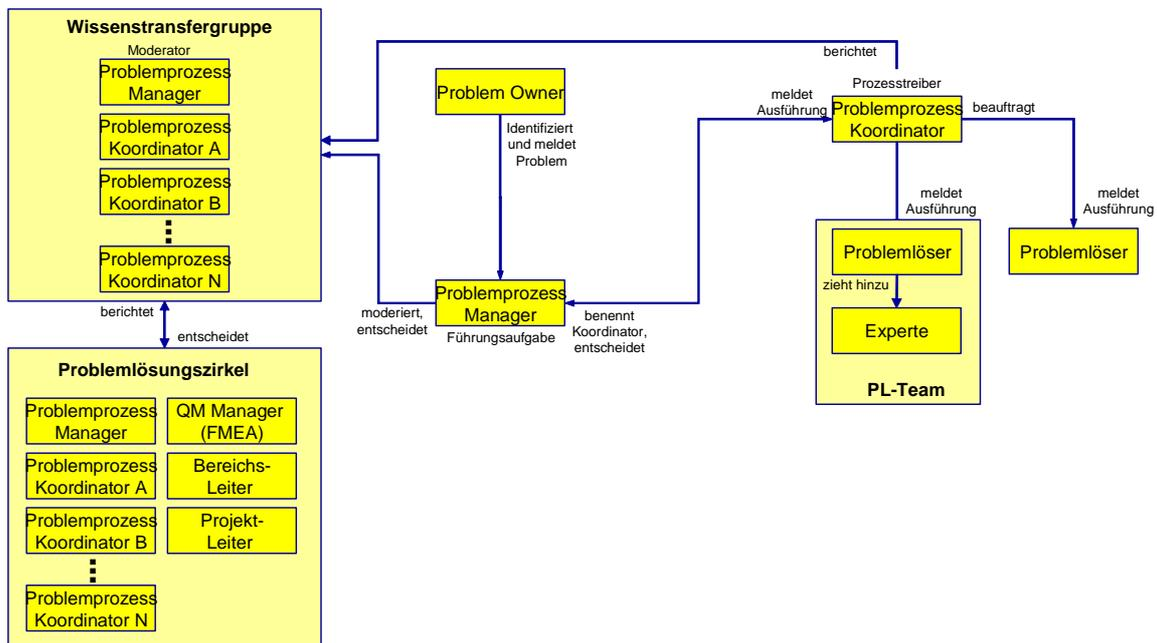 Wissenstransfergruppe
Moderator
Problemprozess
Manager
Problemprozess
Koordinator A
Problemprozess
Koordinator B
Problemprozess
Koordinator N
berichtet
entscheidet
Problemlösungszirkel
Problemprozess
Manager
QM Manager
(FMEA)
Problemprozess
Koordinator A
Bereichs-
Leiter
Problemprozess
Koordinator B
Projekt-
Leiter
Problemprozess
Koordinator N
Problem Owner
Identifiziert
und meldet
Problem
Problemprozess
Manager
Führungsaufgabe
moderiert,
entscheidet
benennt
Koordinator,
entscheidet
berichtet
meldet
Ausführung
Prozesstreiber
Problemprozess
Koordinator
beauftragt
meldet
Ausführung
Problemlöser
zieht hinzu
Experte
PL-Team
meldet
Ausführung
Problemlöser